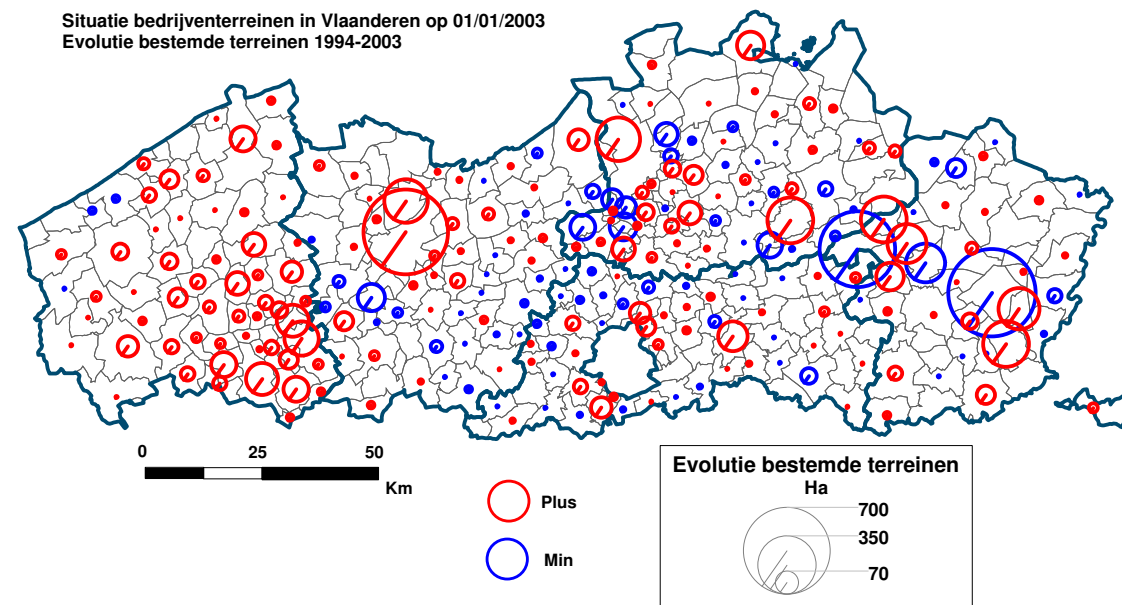 Situatie bedrijventerreinen in Vlaanderen op 01/01/2003
Evolutie bestemde terreinen 1994-2003
0 25 50
Km
Plus
Min
Evolutie bestemde terreinen
Ha
700
350
70